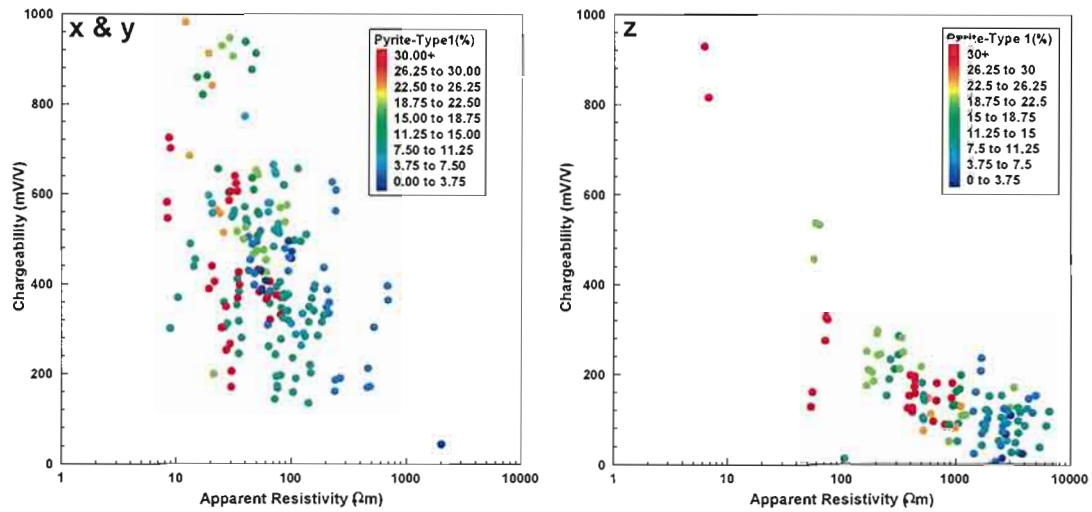 x & y
Pyrite-Type1(%)
30.00+
26.25 to 30.00
22.50 to 26.25
18.75 to 22.50
15.00 to 18.75
11.25 to 15.00
7.50 to 11.25
3.75 to 7.50
0.00 to 3.75
Chargeability (mV/V)
1000
800
600
400
200
0
1 10 100 1000 10000
Apparent Resistivity (Ωm)
z
Pyrite-Type 1(%)
30+
26.25 to 30
22.5 to 26.25
18.75 to 22.5
15 to 18.75
11.25 to 15
7.5 to 11.25
3.75 to 7.5
0 to 3.75
Chargeability (mV/V)
1000
800
600
400
200
0
1 10 100 1000 10000
Apparent Resistivity (Ωm)